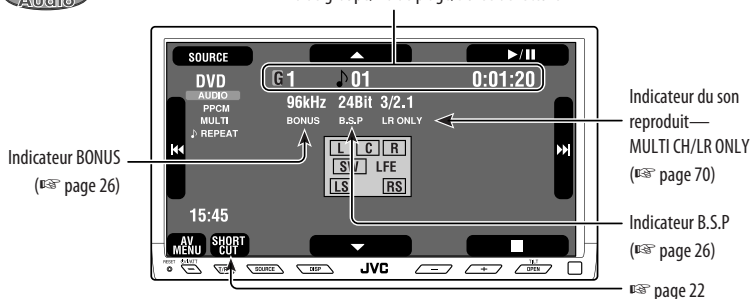 Audio
SOURCE
DVD
AUDIO
PPCM
MULTI
♪ REPEAT
G 1 ♪ 01 0:01:20
96kHz 24Bit 3/2.1
BONUS B.S.P LR ONLY
L C R
SW LFE
LS RS
15:45
AV MENU
SHORT CUT
RESET
T/P
SOURCE
DISP
JVC
TILT
OPEN
Indicateur BONUS
(☞ page 26)
Indicateur du son
reproduit—
MULTI CH/LR ONLY
(☞ page 70)
Indicateur B.S.P
(☞ page 26)
☞ page 22